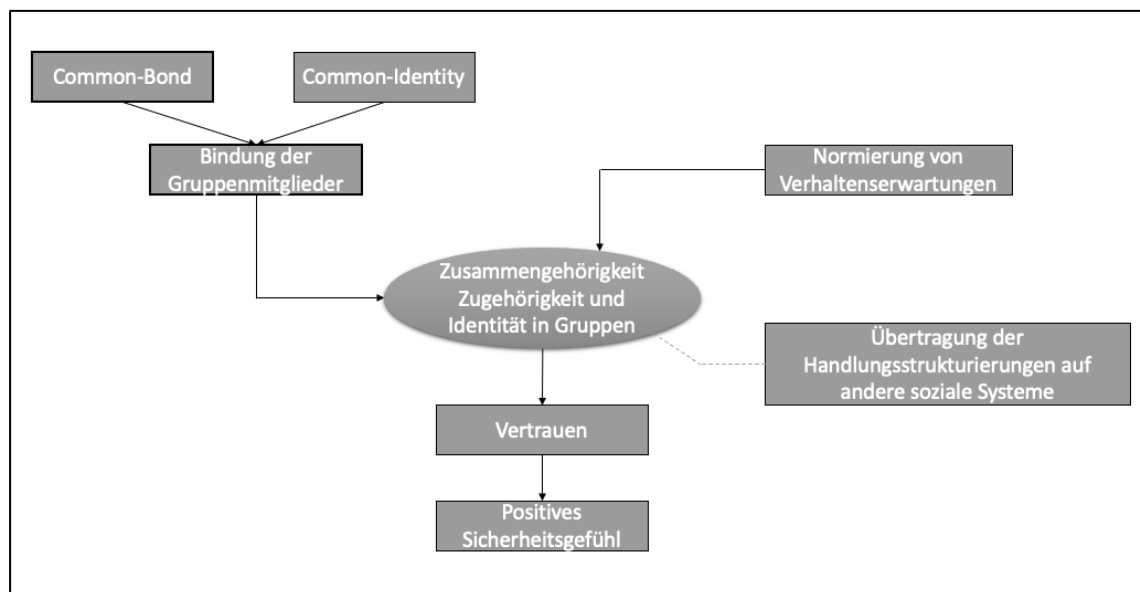 Common-Bond
Common-Identity
Bindung der
Gruppenmitglieder
Normierung von
Verhaltenserwartungen
Zusammengehörigkeit
Zugehörigkeit und
Identität in Gruppen
Übertragung der
Handlungsstrukturierungen auf
andere soziale Systeme
Vertrauen
Positives
Sicherheitsgefühl